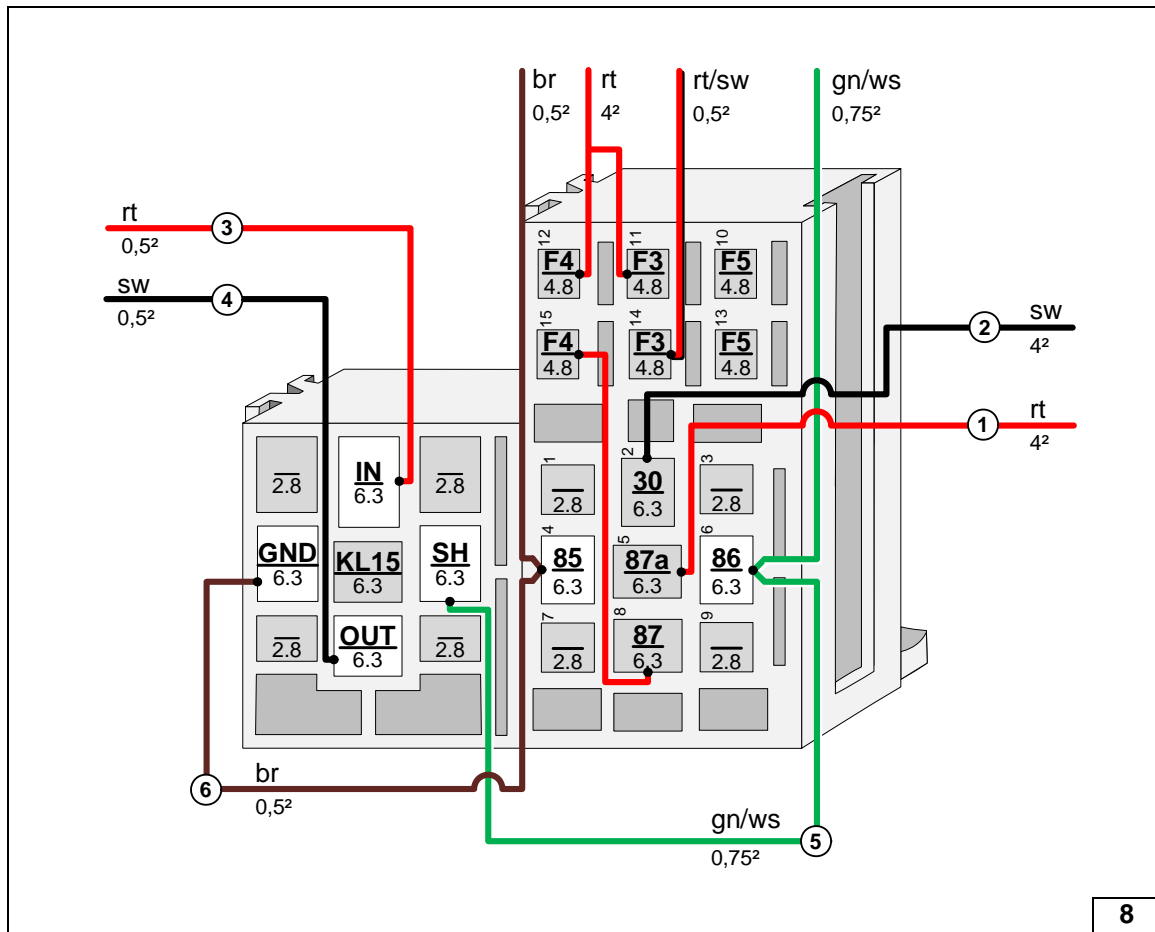 br rt rt/sw gn/ws
0,5² 4² 0,5² 0,75²
rt 3
0,5²
sw 4
0,5²
12 11 10
F4 F3 F5
4.8 4.8 4.8
15 14 13
F4 F3 F5
4.8 4.8 4.8
2 sw
4²
1 rt
4²
1 2 3
2.8 IN 2.8 30
6.3 2.8 6.3 2.8
4 5 6
GND KL15 SH 85 87a 86
6.3 6.3 6.3 6.3 6.3 6.3
7 8 9
OUT 87
2.8 6.3 2.8 2.8 6.3 2.8
6 br
0,5²
gn/ws 5
0,75²
8